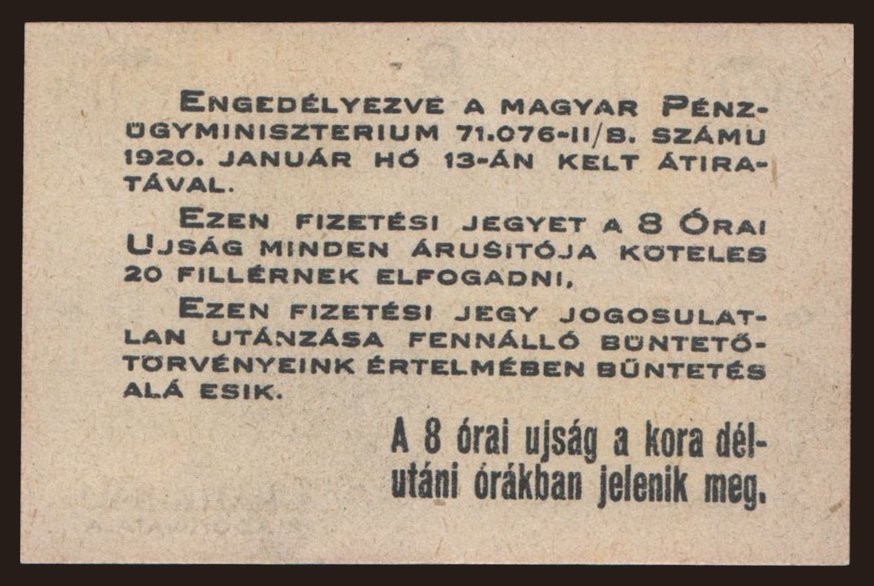 ENGEDÉLYEZVE A MAGYAR PÉNZ-
ÜGYMINISZTERIUM 71.076-II/B. SZÁMU
1920. JANUÁR HÓ 13-ÁN KELT ÁTIRA-
TÁVAL.
EZEN FIZETÉSI JEGYET A 8 ÓRAI
UJSÁG MINDEN ÁRUSITÓJA KÖTELES
20 FILLÉRNEK ELFOGADNI,
EZEN FIZETÉSI JEGY JOGOSULAT-
LAN UTÁNZÁSA FENNÁLLÓ BÜNTETŐ-
TÖRVÉNYEINK ÉRTELMÉBEN BŰNTETÉS
ALÁ ESIK.
A 8 órai ujság a kora dél-
utáni órákban jelenik meg.